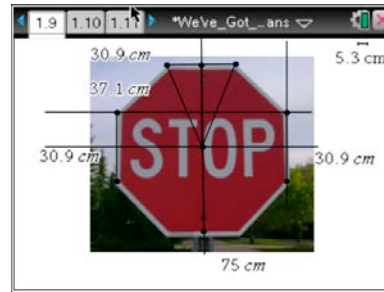 1.9 1.10 1.11 *We've_Got_…ans
30.9 cm
5.3 cm
37.1 cm
STOP
30.9 cm
30.9 cm
75 cm